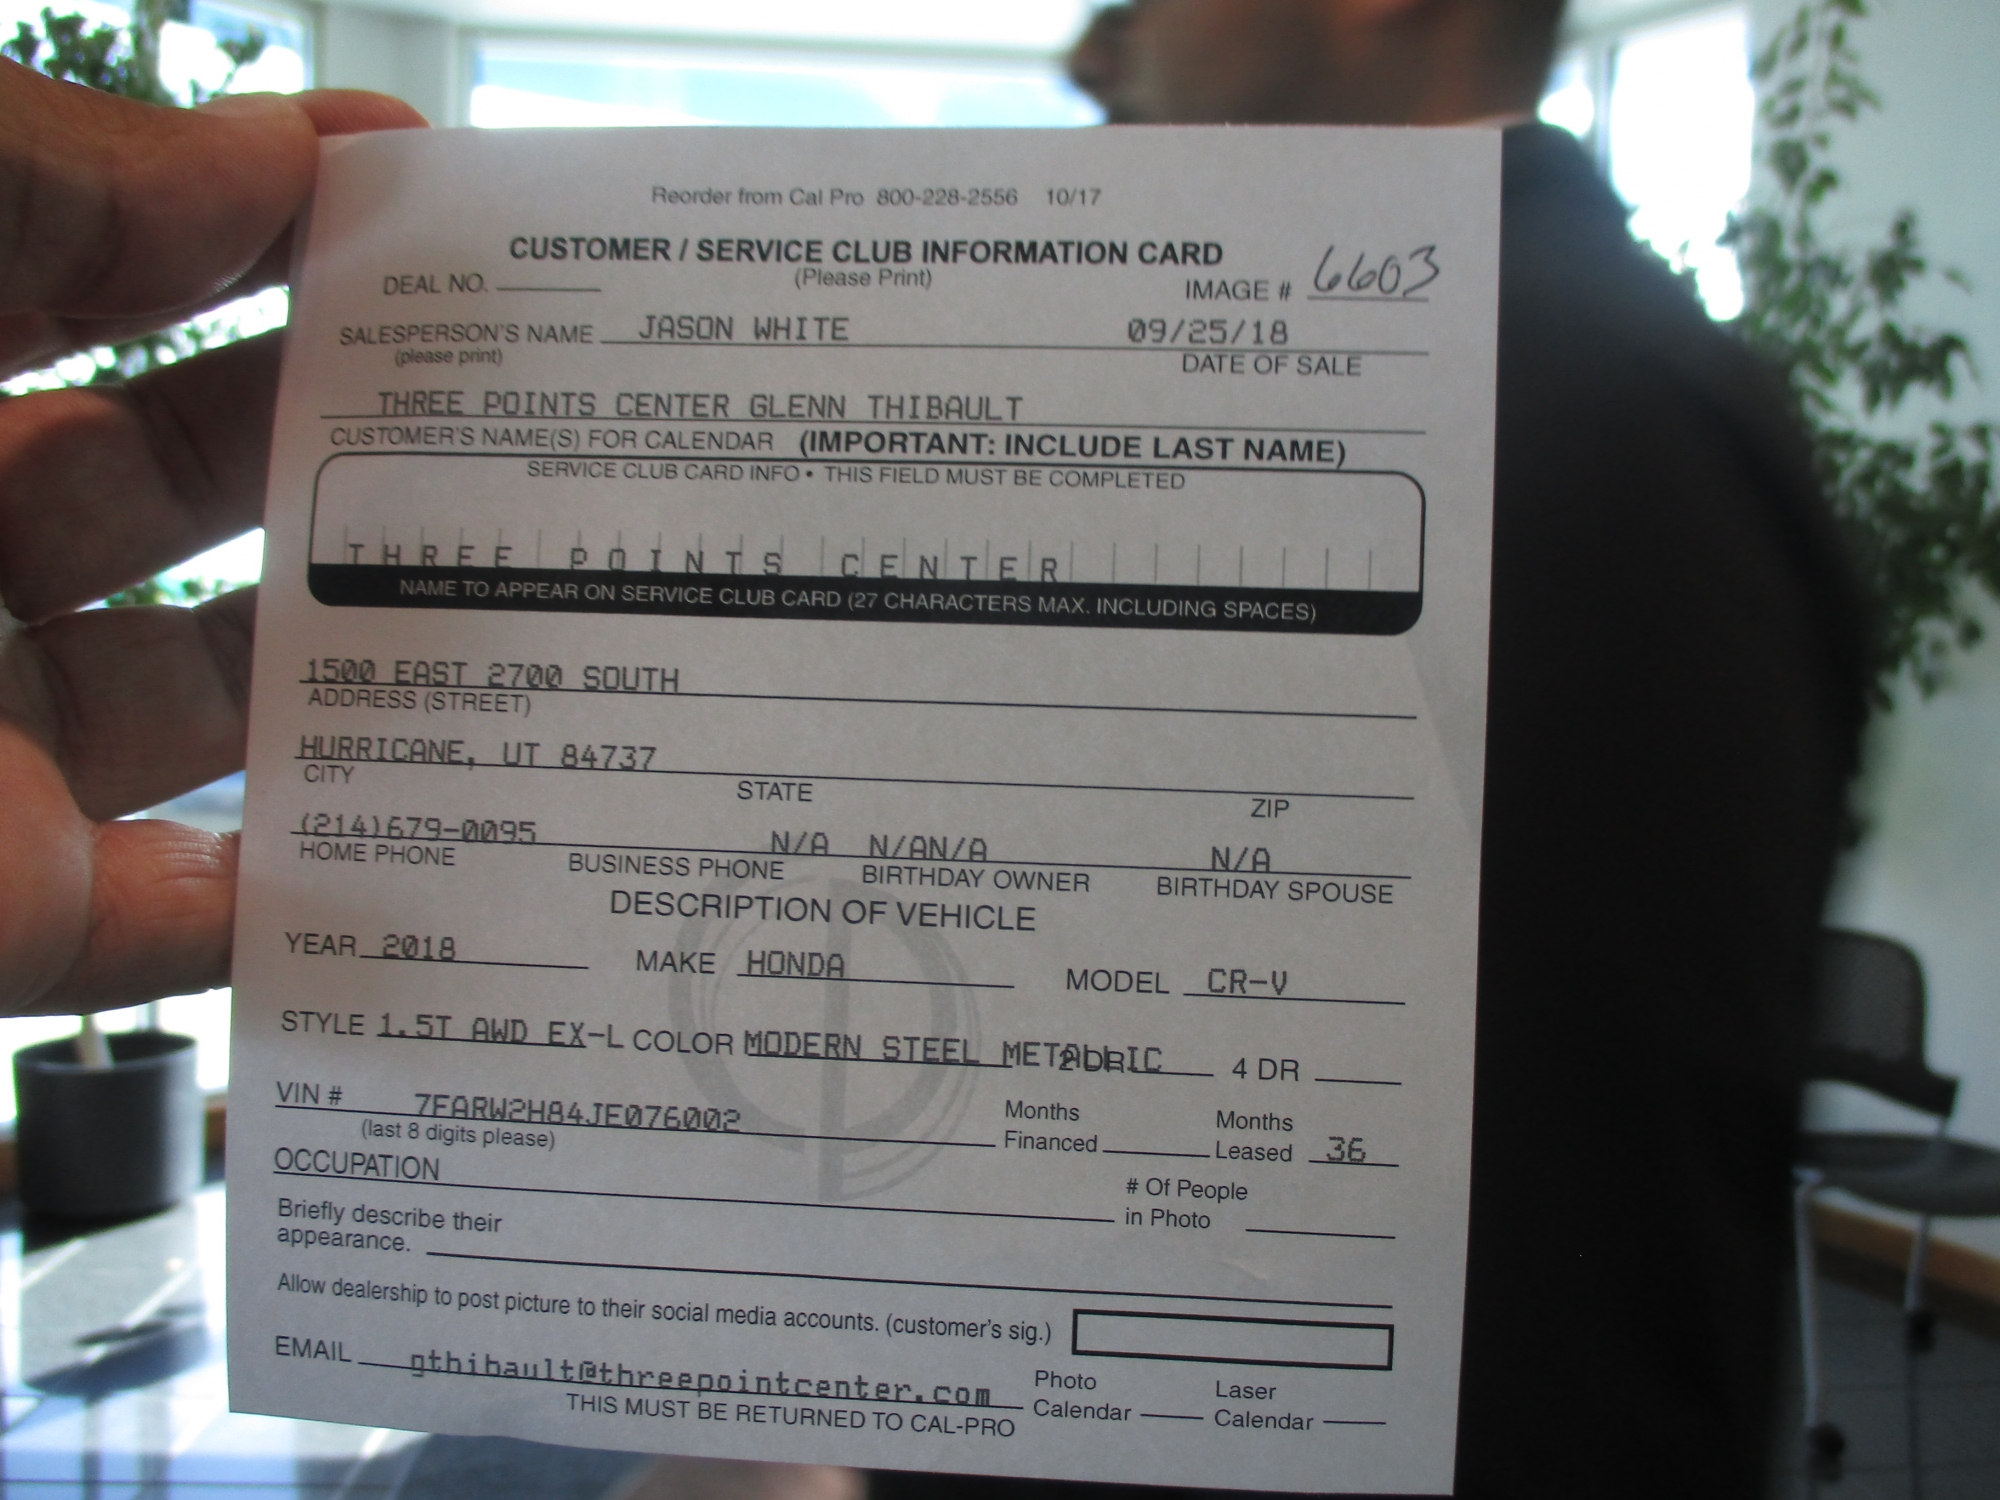 Reorder from Cal Pro 800-228-2556 10/17
CUSTOMER / SERVICE CLUB INFORMATION CARD
DEAL NO. (Please Print) IMAGE # 6603
SALESPERSON'S NAME JASON WHITE 09/25/18
(please print) DATE OF SALE
THREE POINTS CENTER GLENN THIBAULT
CUSTOMER'S NAME(S) FOR CALENDAR (IMPORTANT: INCLUDE LAST NAME)
SERVICE CLUB CARD INFO • THIS FIELD MUST BE COMPLETED
THREE POINTS CENTER
NAME TO APPEAR ON SERVICE CLUB CARD (27 CHARACTERS MAX. INCLUDING SPACES)
1500 EAST 2700 SOUTH
ADDRESS (STREET)
HURRICANE, UT 84737
CITY STATE ZIP
(214)679-0095 N/A N/AN/A N/A
HOME PHONE BUSINESS PHONE BIRTHDAY OWNER BIRTHDAY SPOUSE
DESCRIPTION OF VEHICLE
YEAR 2018 MAKE HONDA MODEL CR-V
STYLE 1.5T AWD EX-L COLOR MODERN STEEL METALLIC 2 DR 4 DR
VIN # 7FARW2H84JE076002 Months Months
(last 8 digits please) Financed Leased 36
OCCUPATION # Of People
in Photo
Briefly describe their
appearance.
Allow dealership to post picture to their social media accounts. (customer's sig.)
EMAIL gthibault@threepointcenter.com Photo Laser
Calendar Calendar
THIS MUST BE RETURNED TO CAL-PRO